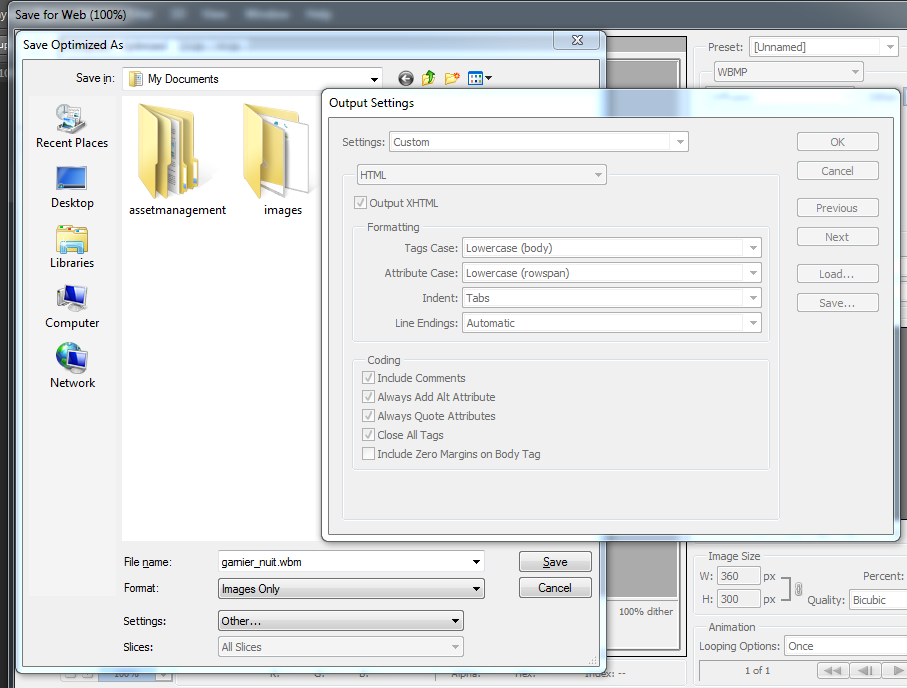 Save for Web (100%)
Save Optimized As
Save in:
My Documents
Recent Places
Desktop
Libraries
Computer
Network
assetmanagement
images
File name:
garnier_nuit.wbm
Save
Format:
Images Only
Cancel
Settings:
Other...
Slices:
All Slices
Output Settings
Settings:
Custom
HTML
Output XHTML
Formatting
Tags Case:
Lowercase (body)
Attribute Case:
Lowercase (rowspan)
Indent:
Tabs
Line Endings:
Automatic
Coding
Include Comments
Always Add Alt Attribute
Always Quote Attributes
Close All Tags
Include Zero Margins on Body Tag
OK
Cancel
Previous
Next
Load...
Save...
Preset:
[Unnamed]
WBMP
100% dither
Image Size
W:
360
px
Percent:
H:
300
px
Quality:
Bicubic
Animation
Looping Options:
Once
1 of 1
100%
Alpha:
Hex:
Index: --